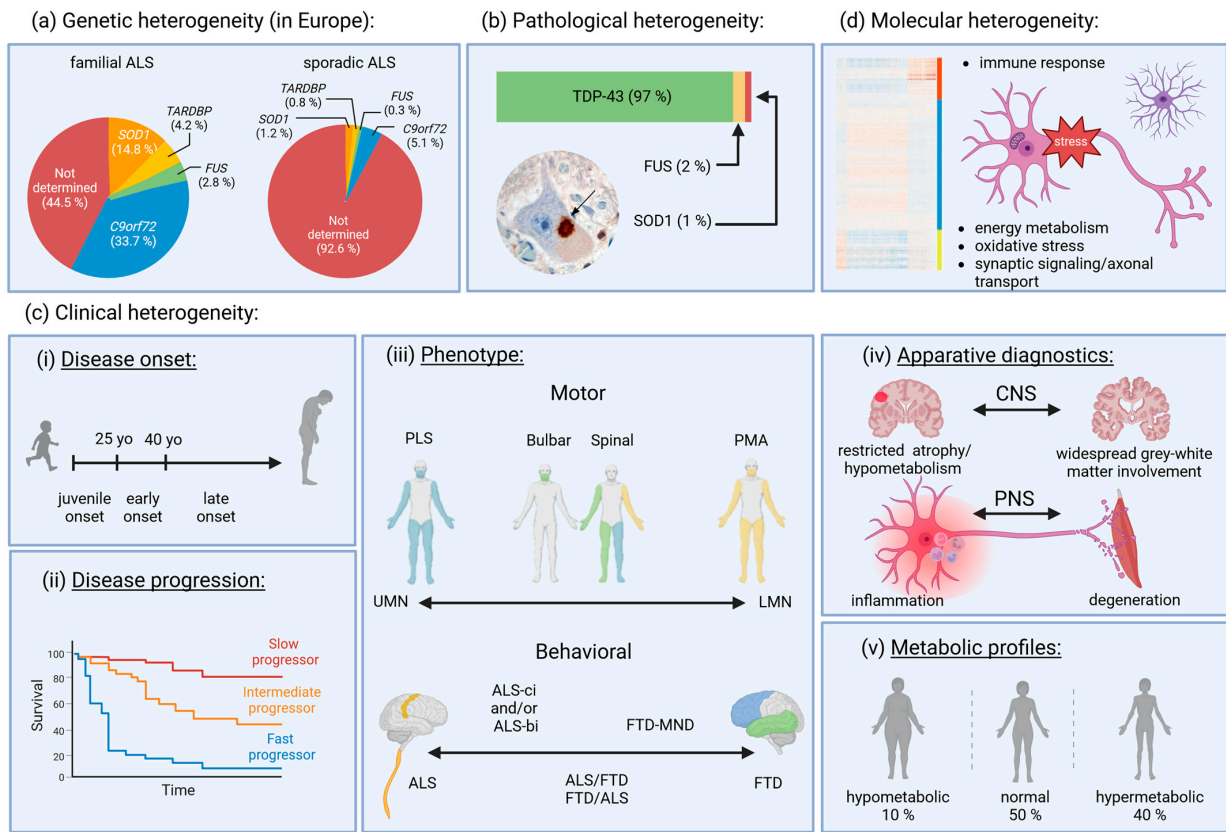 (a) Genetic heterogeneity (in Europe):
familial ALS
sporadic ALS
TARDBP
(4.2 %)
SOD1
(14.8 %)
FUS
(2.8 %)
Not
determined
(44.5 %)
C9orf72
(33.7 %)
TARDBP
(0.8 %)
FUS
(0.3 %)
SOD1
(1.2 %)
C9orf72
(5.1 %)
Not
determined
(92.6 %)
(b) Pathological heterogeneity:
TDP-43 (97 %)
FUS (2 %)
SOD1 (1 %)
(d) Molecular heterogeneity:
• immune response
stress
• energy metabolism
• oxidative stress
• synaptic signaling/axonal
transport
(c) Clinical heterogeneity:
(i) Disease onset:
25 yo
40 yo
juvenile
onset
early
onset
late
onset
(ii) Disease progression:
Survival
100
80
60
40
20
0
Slow
progressor
Intermediate
progressor
Fast
progressor
Time
(iii) Phenotype:
Motor
PLS
Bulbar
Spinal
PMA
UMN
LMN
Behavioral
ALS-ci
and/or
ALS-bi
FTD-MND
ALS
ALS/FTD
FTD/ALS
FTD
(iv) Apparative diagnostics:
CNS
restricted atrophy/
hypometabolism
widespread grey-white
matter involvement
PNS
inflammation
degeneration
(v) Metabolic profiles:
hypometabolic
10 %
normal
50 %
hypermetabolic
40 %